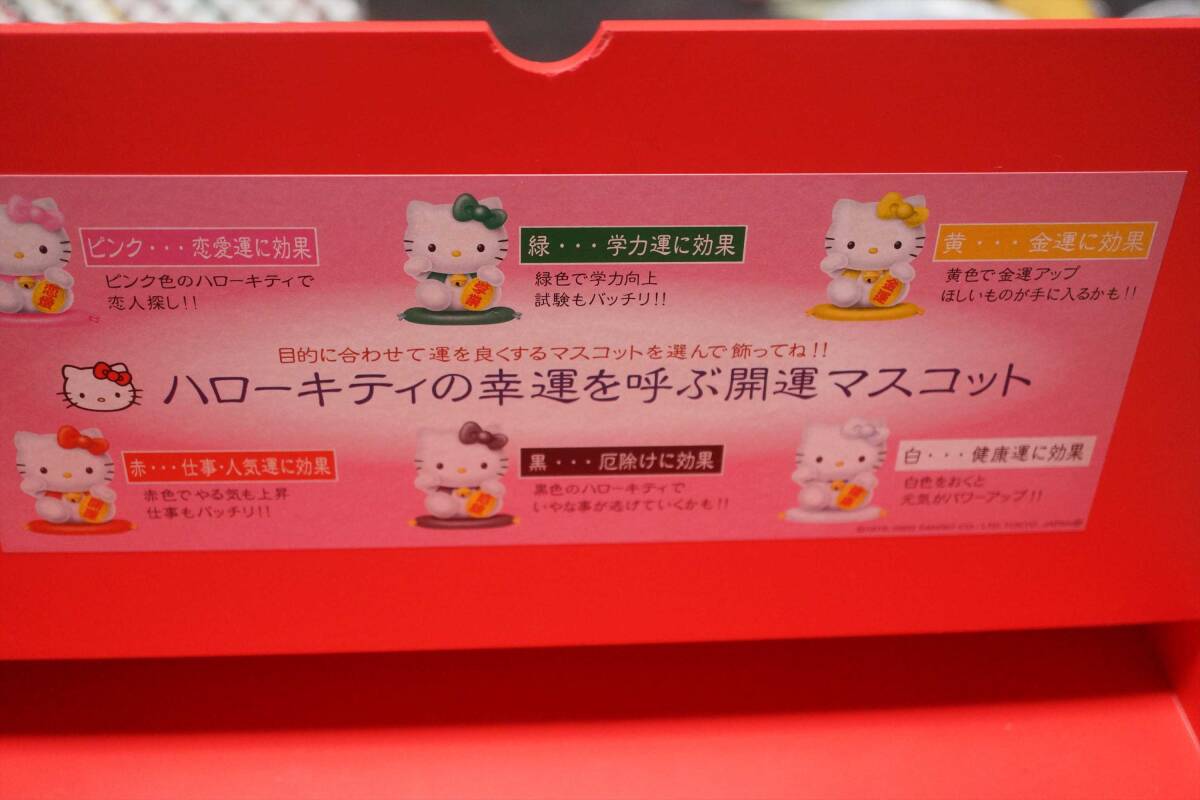 ピンク・・・恋愛運に効果
ピンク色のハローキティで
恋人探し!!
緑・・・学力運に効果
緑色で学力向上
試験もバッチリ!!
黄・・・金運に効果
黄色で金運アップ
ほしいものが手に入るかも!!
金運
目的に合わせて運を良くするマスコットを選んで飾ってね!!
ハローキティの幸運を呼ぶ開運マスコット
赤・・・仕事・人気運に効果
赤色でやる気も上昇
仕事もバッチリ!!
黒・・・厄除けに効果
黒色のハローキティで
いやな事が逃げていくかも!!
白・・・健康運に効果
白色をおくと
元気がパワーアップ!!
SANRIO CO., LTD. TOKYO, JAPAN